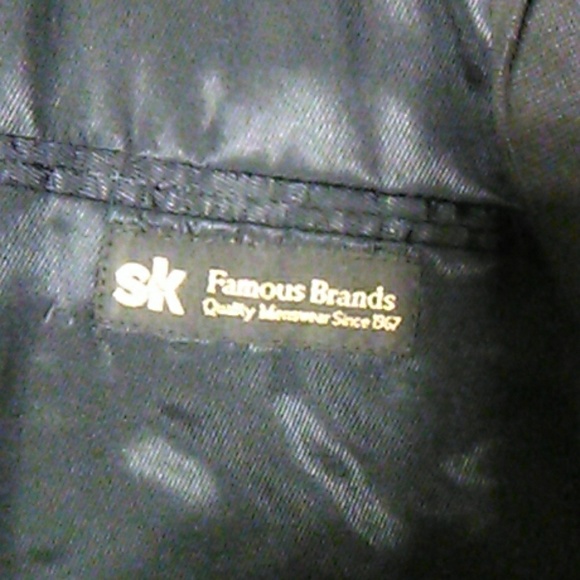 sk
Famous Brands
Quality Menswear Since 1967